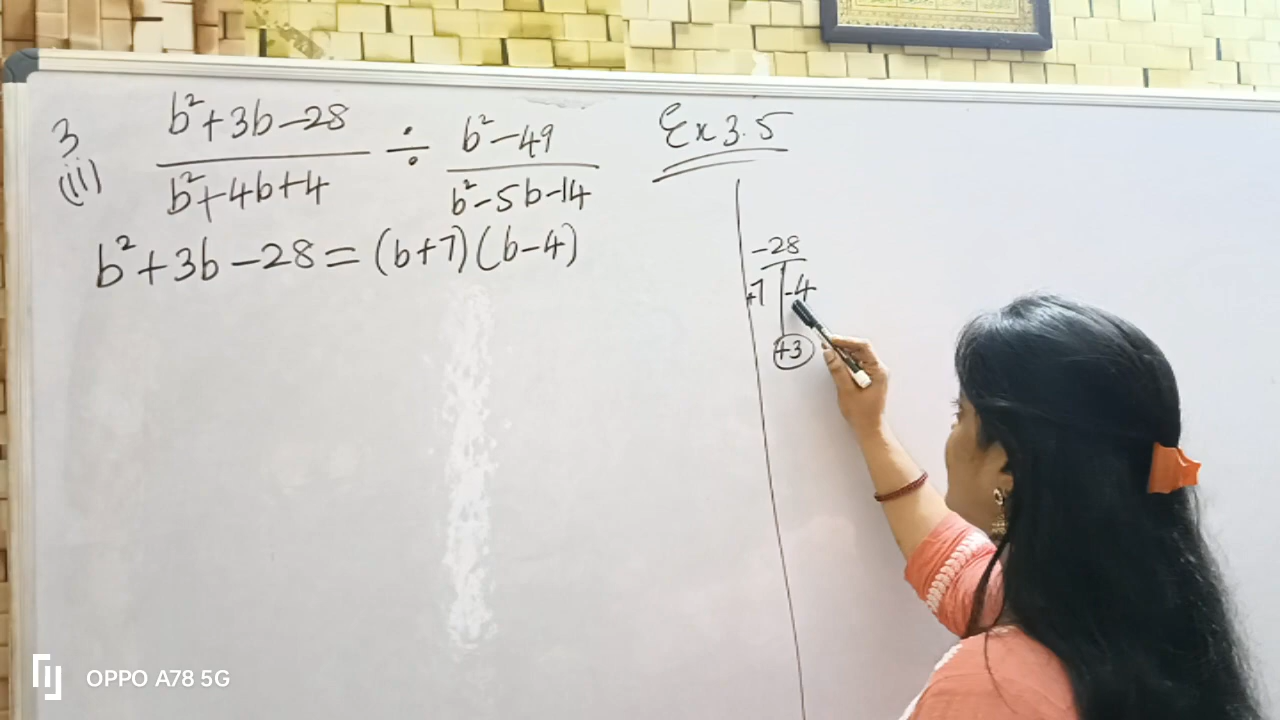 3 (ii) b²+3b-28 / b²+4b+4 ÷ b²-49 / b²-5b-14
Ex 3.5
b²+3b-28=(b+7)(b-4)
-28
+7 -4
+3
OPPO A78 5G